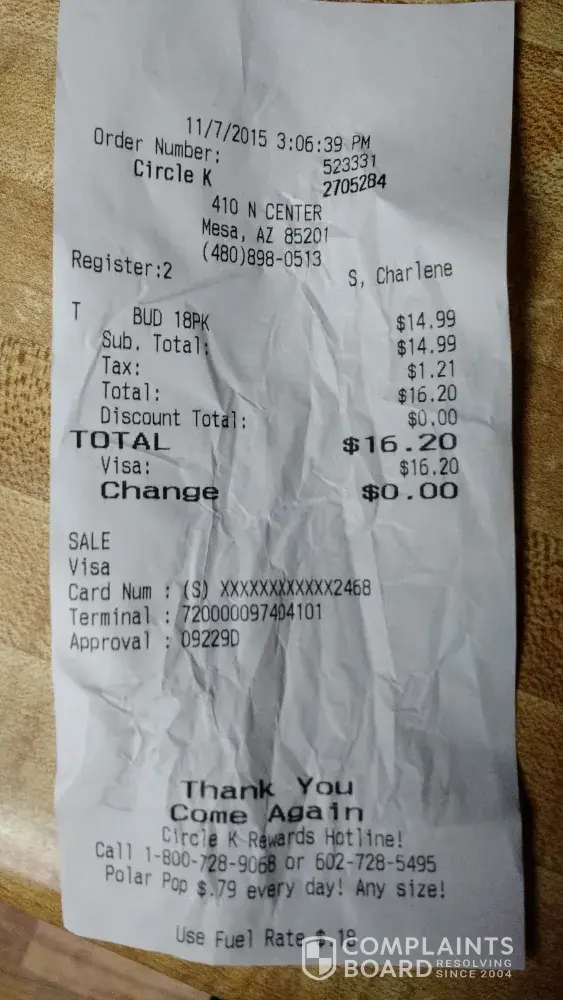 11/7/2015 3:06:39 PM
Order Number: 523331
Circle K 2705284
410 N CENTER
Mesa, AZ 85201
(480)898-0513
Register:2 S, Charlene
T BUD 18PK $14.99
Sub. Total: $14.99
Tax: $1.21
Total: $16.20
Discount Total: $0.00
TOTAL $16.20
Visa: $16.20
Change $0.00
SALE
Visa
Card Num : (S) XXXXXXXXXXXX2468
Terminal : 720000097404101
Approval : 09229D
Thank You
Come Again
Circle K Rewards Hotline!
Call 1-800-728-9068 or 602-728-5495
Polar Pop $.79 every day! Any size!
Use Fuel Rate $.18
COMPLAINTS
BOARD RESOLVING
SINCE 2004